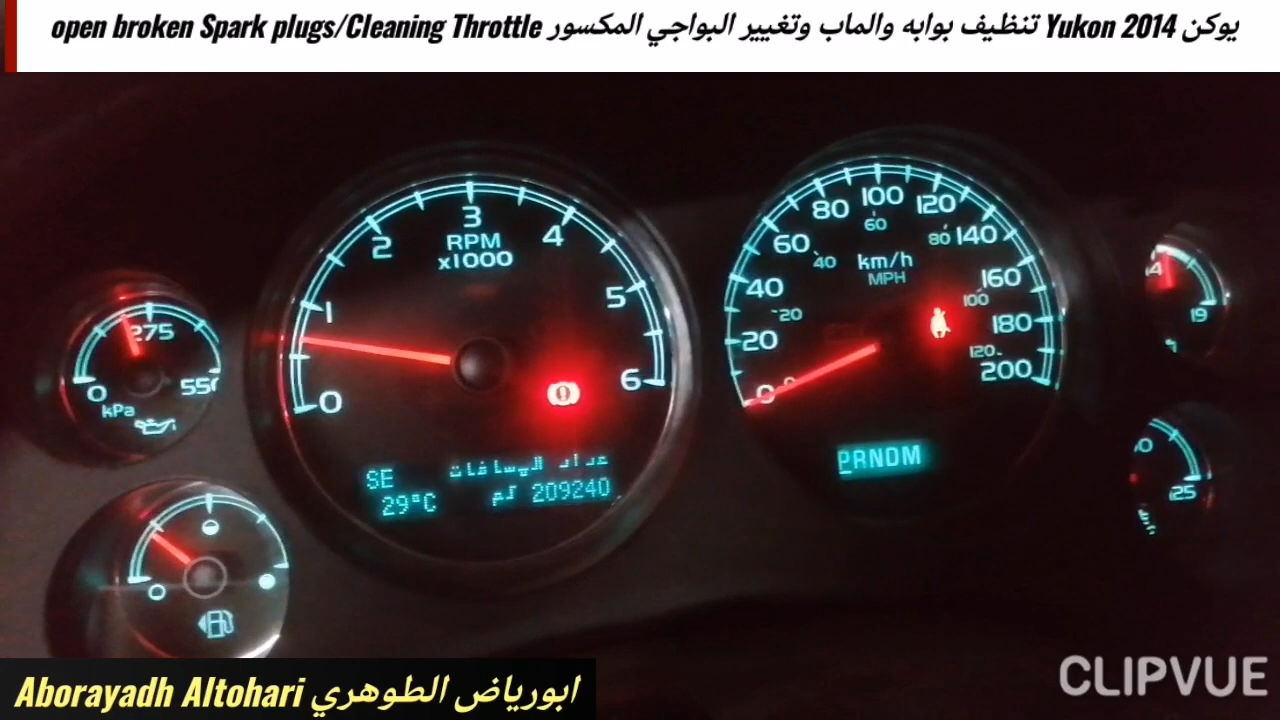 يوكن Yukon 2014 تنظيف بوابه والماب وتغيير البواجي المكسور open broken Spark plugs/Cleaning Throttle
0
275
550
kPa
0
1
2
3
4
5
6
RPM
x1000
SE
29°C
عداد المسافات
209240 كم
0
20
40
60
80
100
120
140
160
180
200
km/h
MPH
0
20
40
60
80
100
120
PRNDM
14
19
125
Aborayadh Altohari ابورياض الطوهري
CLIPVUE